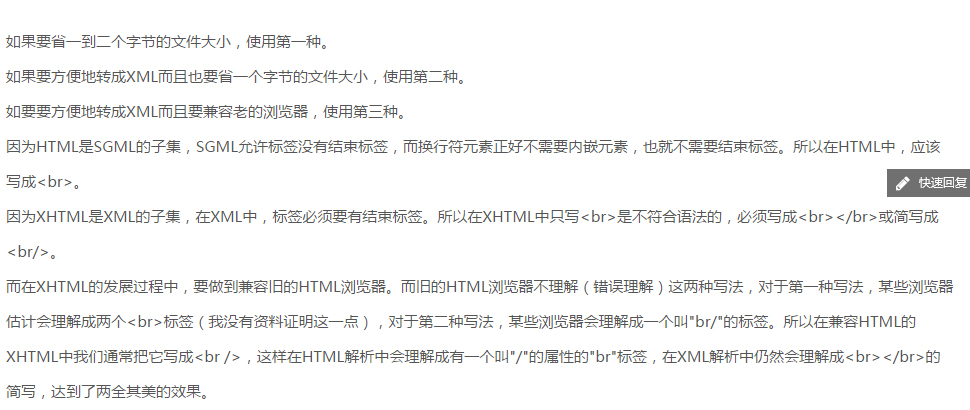 如果要省一到二个字节的文件大小，使用第一种。
如果要方便地转成XML而且也要省一个字节的文件大小，使用第二种。
如要要方便地转成XML而且要兼容老的浏览器，使用第三种。
因为HTML是SGML的子集，SGML允许标签没有结束标签，而换行符元素正好不需要内嵌元素，也就不需要结束标签。所以在HTML中，应该
写成<br>。
快速回复
因为XHTML是XML的子集，在XML中，标签必须要有结束标签。所以在XHTML中只写<br>是不符合语法的，必须写成<br></br>或简写成
<br/>。
而在XHTML的发展过程中，要做到兼容旧的HTML浏览器。而旧的HTML浏览器不理解（错误理解）这两种写法，对于第一种写法，某些浏览器
估计会理解成两个<br>标签（我没有资料证明这一点），对于第二种写法，某些浏览器会理解成一个叫"br/"的标签。所以在兼容HTML的
XHTML中我们通常把它写成<br />，这样在HTML解析中会理解成有一个叫"/"的属性的"br"标签，在XML解析中仍然会理解成<br></br>的
简写，达到了两全其美的效果。